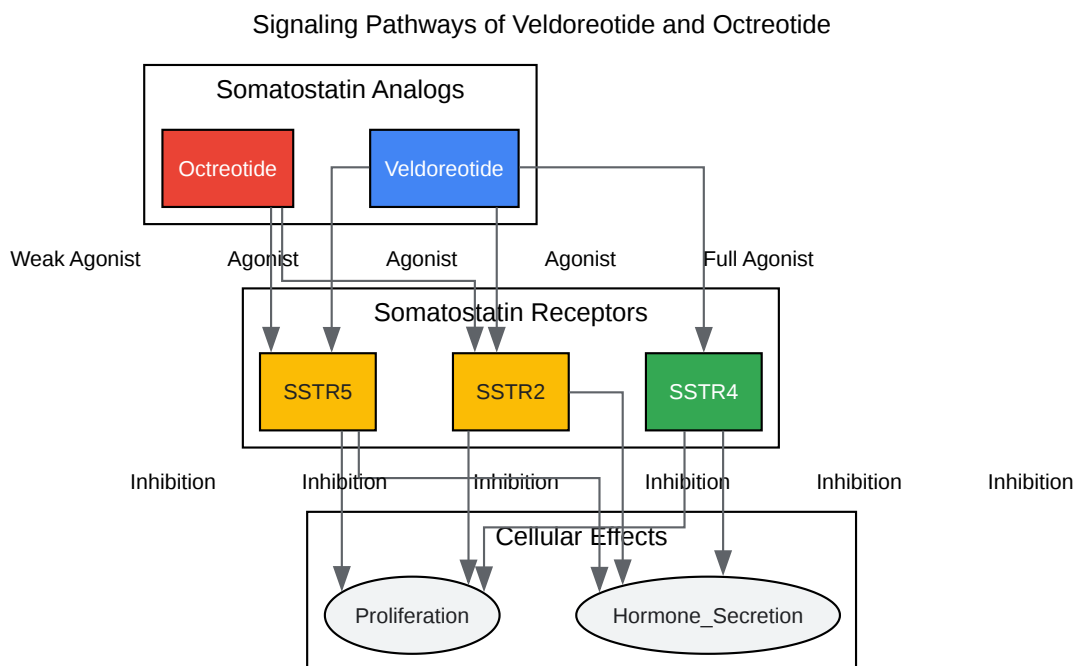 Signaling Pathways of Veldoreotide and Octreotide
Somatostatin Analogs
Octreotide
Veldoreotide
Weak Agonist
Agonist
Agonist
Agonist
Full Agonist
Somatostatin Receptors
SSTR5
SSTR2
SSTR4
Inhibition
Inhibition
Inhibition
Inhibition
Inhibition
Inhibition
Cellular Effects
Proliferation
Hormone_Secretion